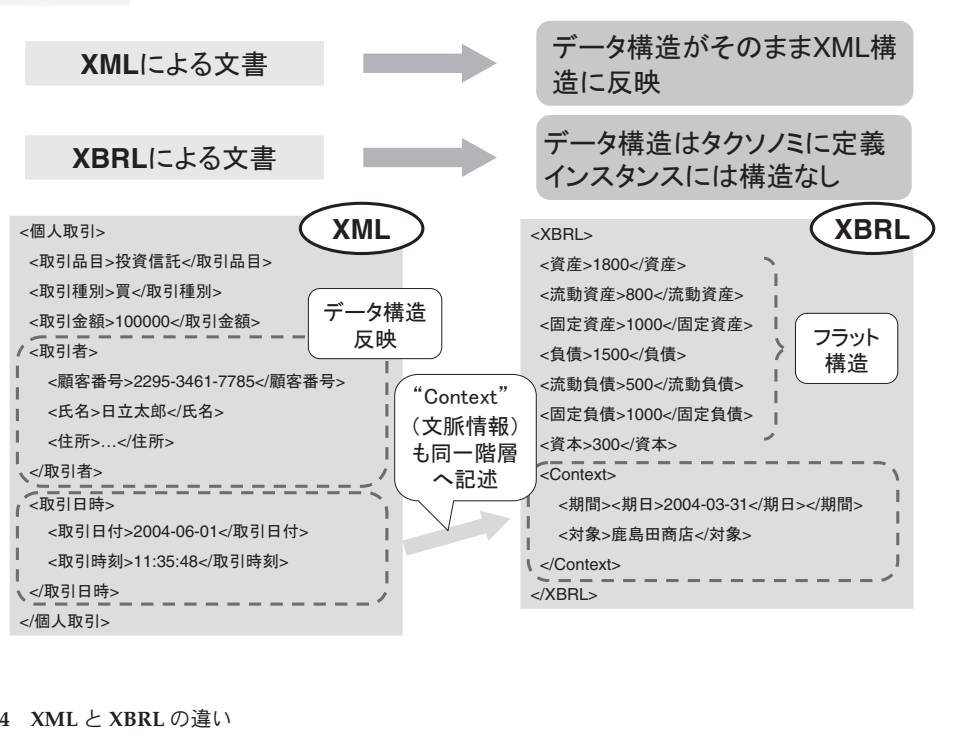 XMLによる文書
データ構造がそのままXML構
造に反映
XBRLによる文書
データ構造はタクソノミに定義
インスタンスには構造なし
XML
<個人取引>
<取引品目>投資信託</取引品目>
<取引種別>買</取引種別>
<取引金額>100000</取引金額>
<取引者>
<顧客番号>2295-3461-7785</顧客番号>
<氏名>日立太郎</氏名>
<住所>…</住所>
</取引者>
<取引日時>
<取引日付>2004-06-01</取引日付>
<取引時刻>11:35:48</取引時刻>
</取引日時>
</個人取引>
データ構造
反映
“Context”
（文脈情報）
も同一階層
へ記述
XBRL
<XBRL>
<資産>1800</資産>
<流動資産>800</流動資産>
<固定資産>1000</固定資産>
<負債>1500</負債>
<流動負債>500</流動負債>
<固定負債>1000</固定負債>
<資本>300</資本>
<Context>
<期間><期日>2004-03-31</期日></期間>
<対象>鹿島田商店</対象>
</Context>
</XBRL>
フラット
構造
4 XML と XBRL の違い